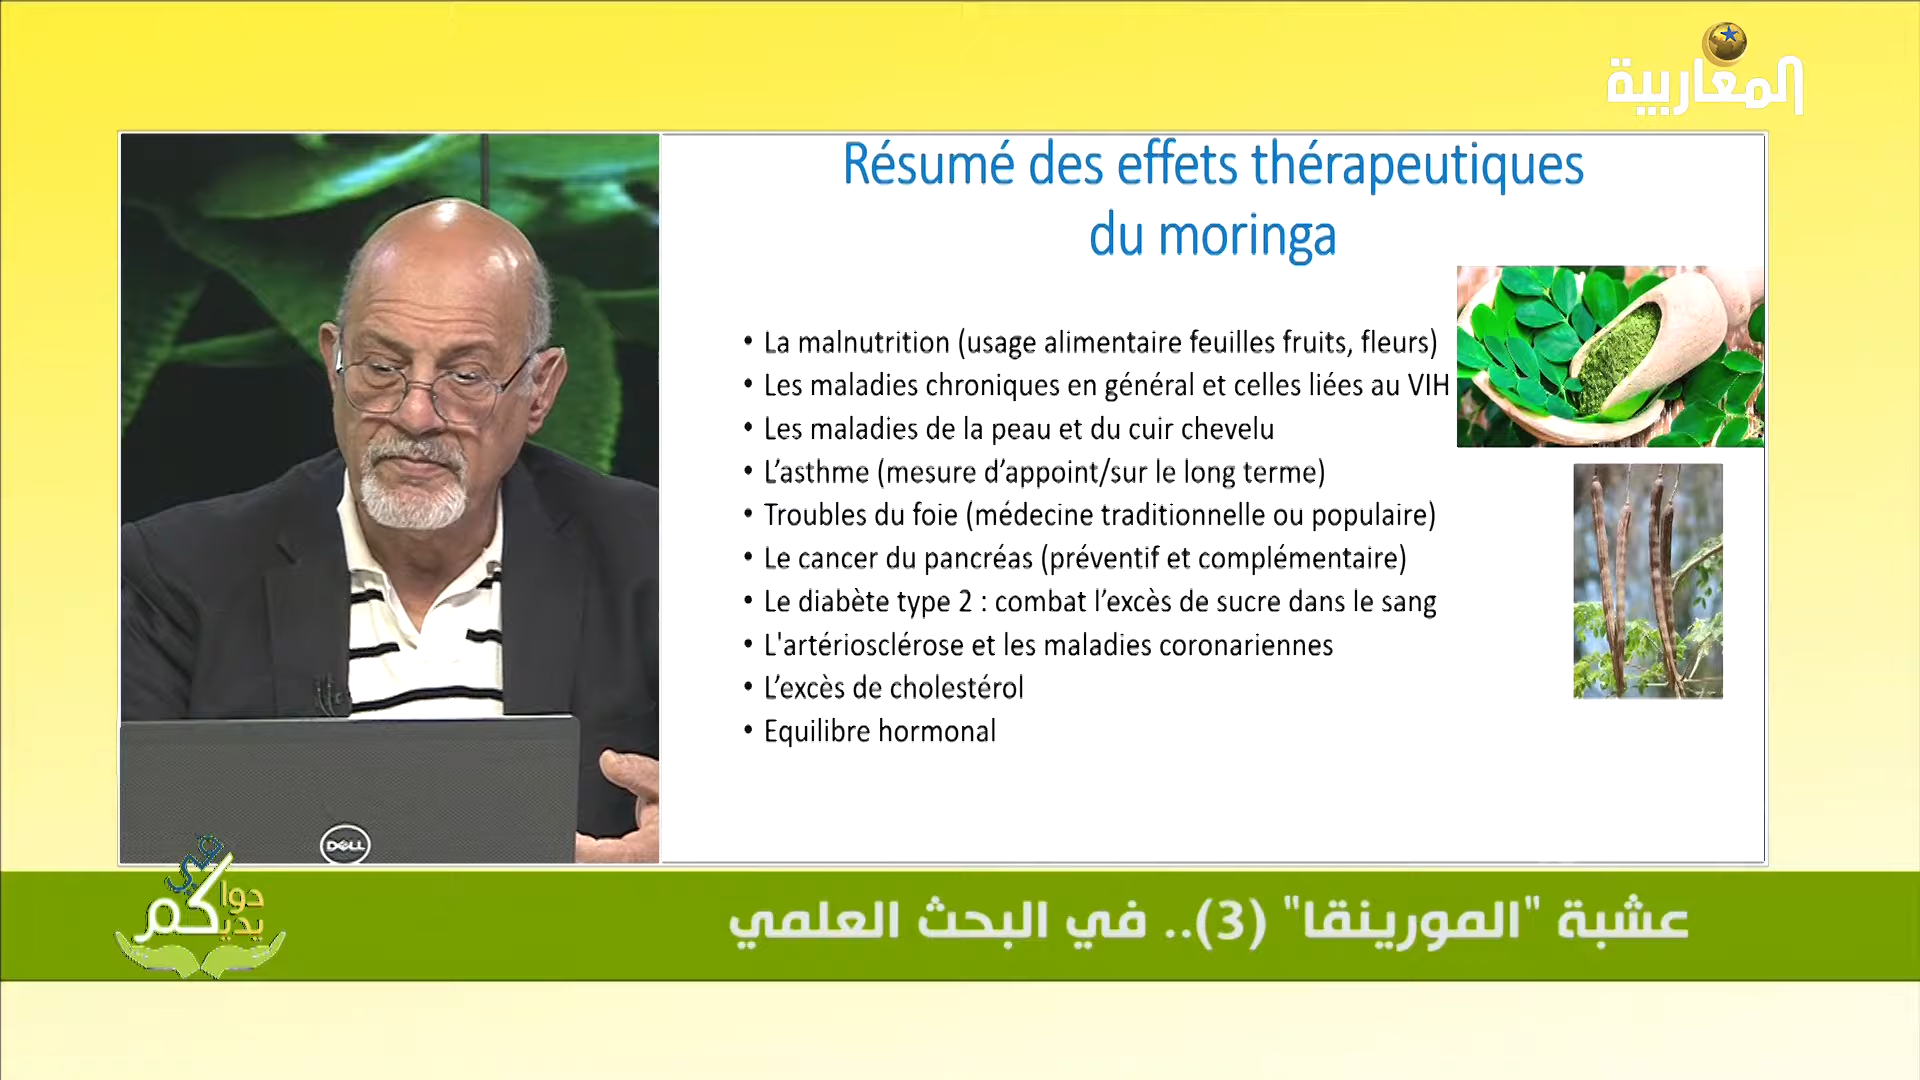 المغاربية
Résumé des effets thérapeutiques
du moringa
• La malnutrition (usage alimentaire feuilles fruits, fleurs)
• Les maladies chroniques en général et celles liées au VIH
• Les maladies de la peau et du cuir chevelu
• L’asthme (mesure d’appoint/sur le long terme)
• Troubles du foie (médecine traditionnelle ou populaire)
• Le cancer du pancréas (préventif et complémentaire)
• Le diabète type 2 : combat l’excès de sucre dans le sang
• L'artériosclérose et les maladies coronariennes
• L’excès de cholestérol
• Equilibre hormonal
DELL
دواكم في يديكم
عشبة "المورينقا" (3).. في البحث العلمي